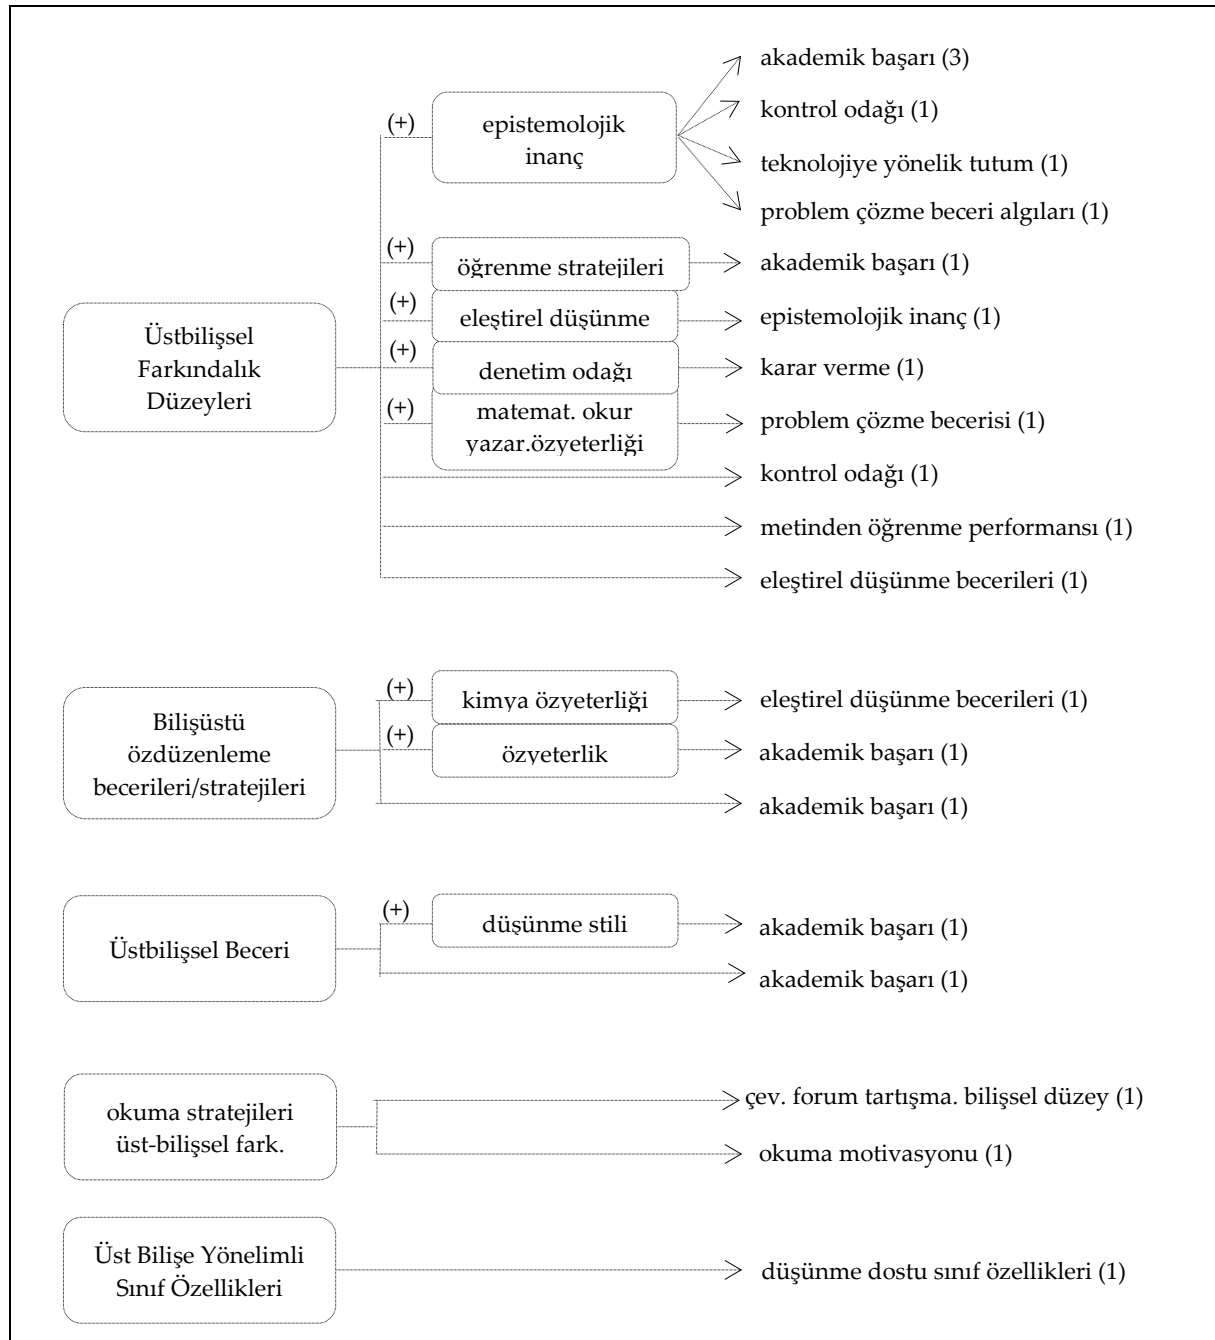 akademik başarı (3)
(+)
epistemolojik
inanç
kontrol odağı (1)
teknolojiye yönelik tutum (1)
problem çözme beceri algıları (1)
Üstbilişsel
Farkındalık
Düzeyleri
(+)
öğrenme stratejileri
akademik başarı (1)
(+)
eleştirel düşünme
epistemolojik inanç (1)
(+)
denetim odağı
karar verme (1)
(+)
matemat. okur
yazar.özyeterliği
problem çözme becerisi (1)
kontrol odağı (1)
metinden öğrenme performansı (1)
eleştirel düşünme becerileri (1)
Bilişüstü
özdüzenleme
becerileri/stratejileri
(+)
kimya özyeterliği
eleştirel düşünme becerileri (1)
(+)
özyeterlik
akademik başarı (1)
akademik başarı (1)
Üstbilişsel Beceri
(+)
düşünme stili
akademik başarı (1)
akademik başarı (1)
okuma stratejileri
üst-bilişsel fark.
çev. forum tartışma. bilişsel düzey (1)
okuma motivasyonu (1)
Üst Bilişe Yönelimli
Sınıf Özellikleri
düşünme dostu sınıf özellikleri (1)